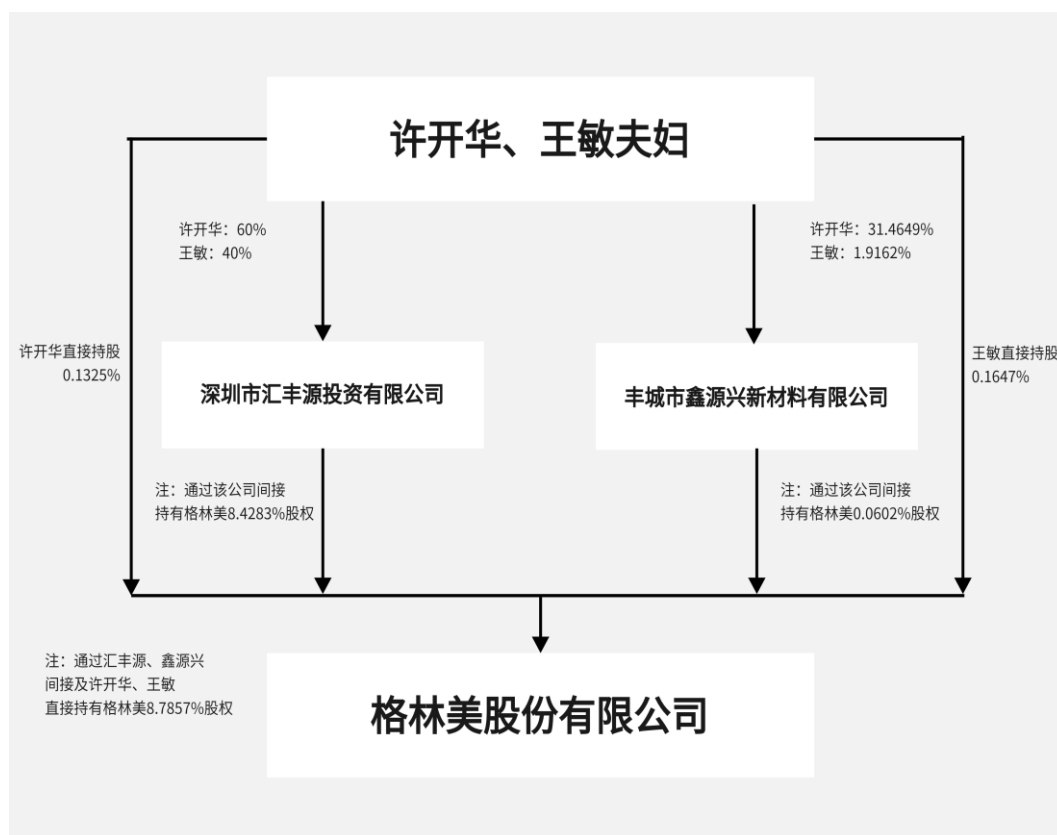 许开华、王敏夫妇
许开华：60%
王敏：40%
许开华：31.4649%
王敏：1.9162%
许开华直接持股
0.1325%
王敏直接持股
0.1647%
深圳市汇丰源投资有限公司
丰城市鑫源兴新材料有限公司
注：通过该公司间接
持有格林美8.4283%股权
注：通过该公司间接
持有格林美0.0602%股权
注：通过汇丰源、鑫源兴
间接及许开华、王敏
直接持有格林美8.7857%股权
格林美股份有限公司